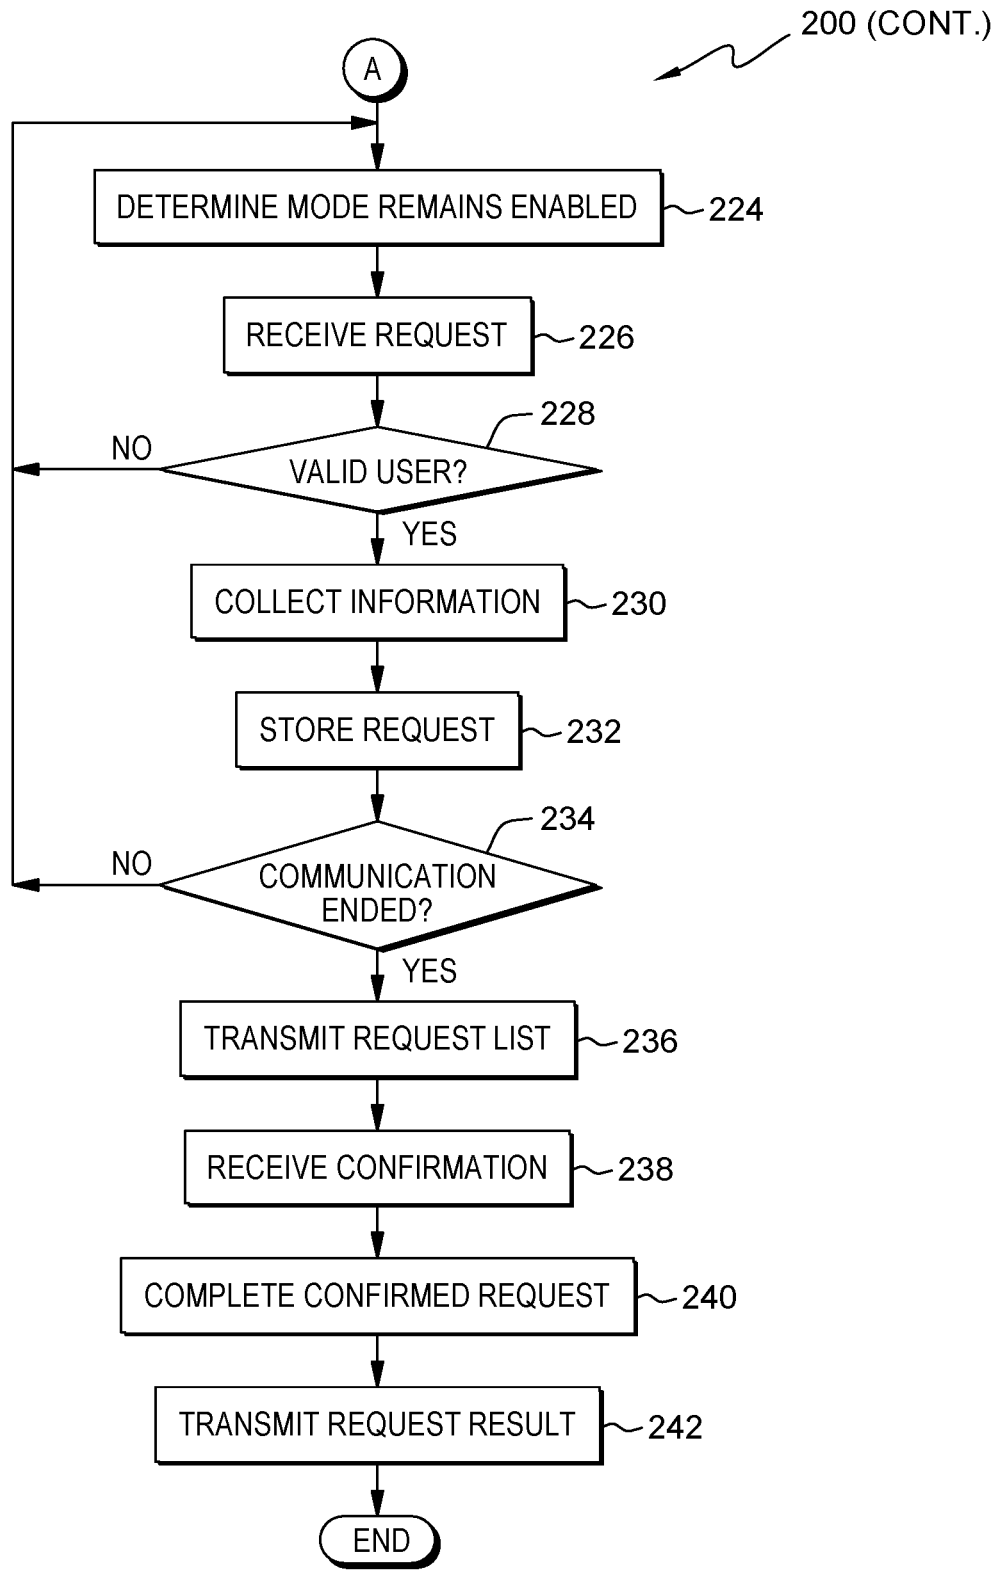 200 (CONT.)
A
DETERMINE MODE REMAINS ENABLED
224
RECEIVE REQUEST
226
228
NO
VALID USER?
YES
COLLECT INFORMATION
230
STORE REQUEST
232
234
NO
COMMUNICATION
ENDED?
YES
TRANSMIT REQUEST LIST
236
RECEIVE CONFIRMATION
238
COMPLETE CONFIRMED REQUEST
240
TRANSMIT REQUEST RESULT
242
END